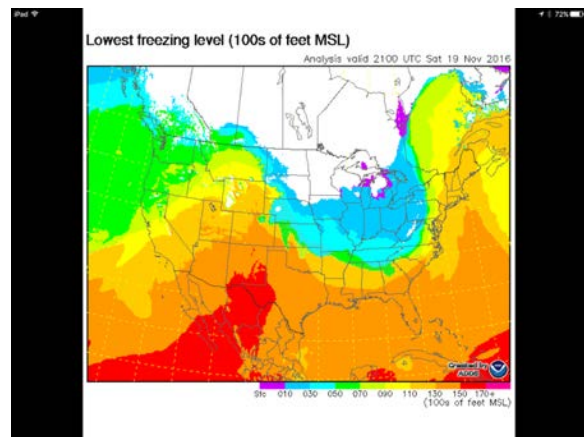 iPad
72%
Lowest freezing level (100s of feet MSL)
Analysis valid 2100 UTC Sat 19 Nov 2016
Created by
ADDS
Sfc 010 030 050 070 090 110 130 150 170+
(100s of feet MSL)